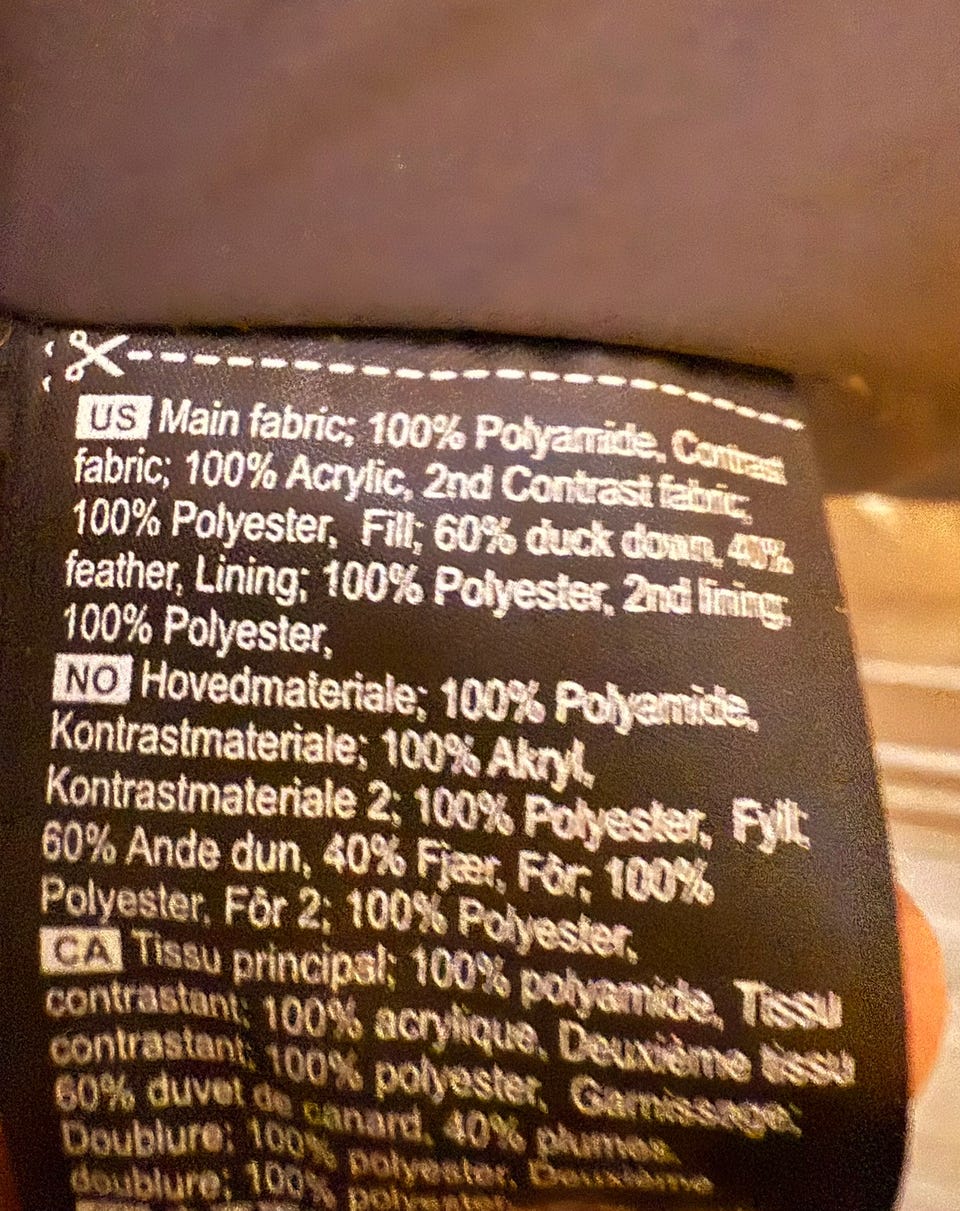 US Main fabric; 100% Polyamide, Contrast
fabric; 100% Acrylic, 2nd Contrast fabric;
100% Polyester, Fill; 60% duck down, 40%
feather, Lining; 100% Polyester, 2nd lining;
100% Polyester,
NO Hovedmateriale; 100% Polyamide,
Kontrastmateriale; 100% Akryl,
Kontrastmateriale 2; 100% Polyester, Fyll;
60% Ande dun, 40% Fjær, Fôr; 100%
Polyester, Fôr 2; 100% Polyester,
CA Tissu principal; 100% polyamide, Tissu
contrastant; 100% acrylique, Deuxième tissu
contrastant; 100% polyester, Garnissage;
60% duvet de canard, 40% plumes,
Doublure; 100% polyester, Deuxième
doublure; 100% polyester